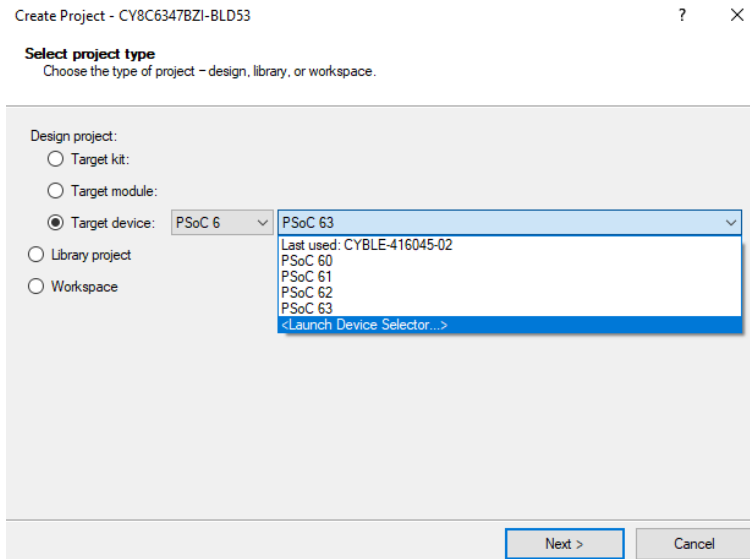 Create Project - CY8C6347BZI-BLD53
?
Select project type
Choose the type of project – design, library, or workspace.
Design project:
Target kit:
Target module:
Target device: PSoC 6 PSoC 63
Last used: CYBLE-416045-02
Library project
PSoC 60
PSoC 61
Workspace
PSoC 62
PSoC 63
<Launch Device Selector...>
Next > Cancel